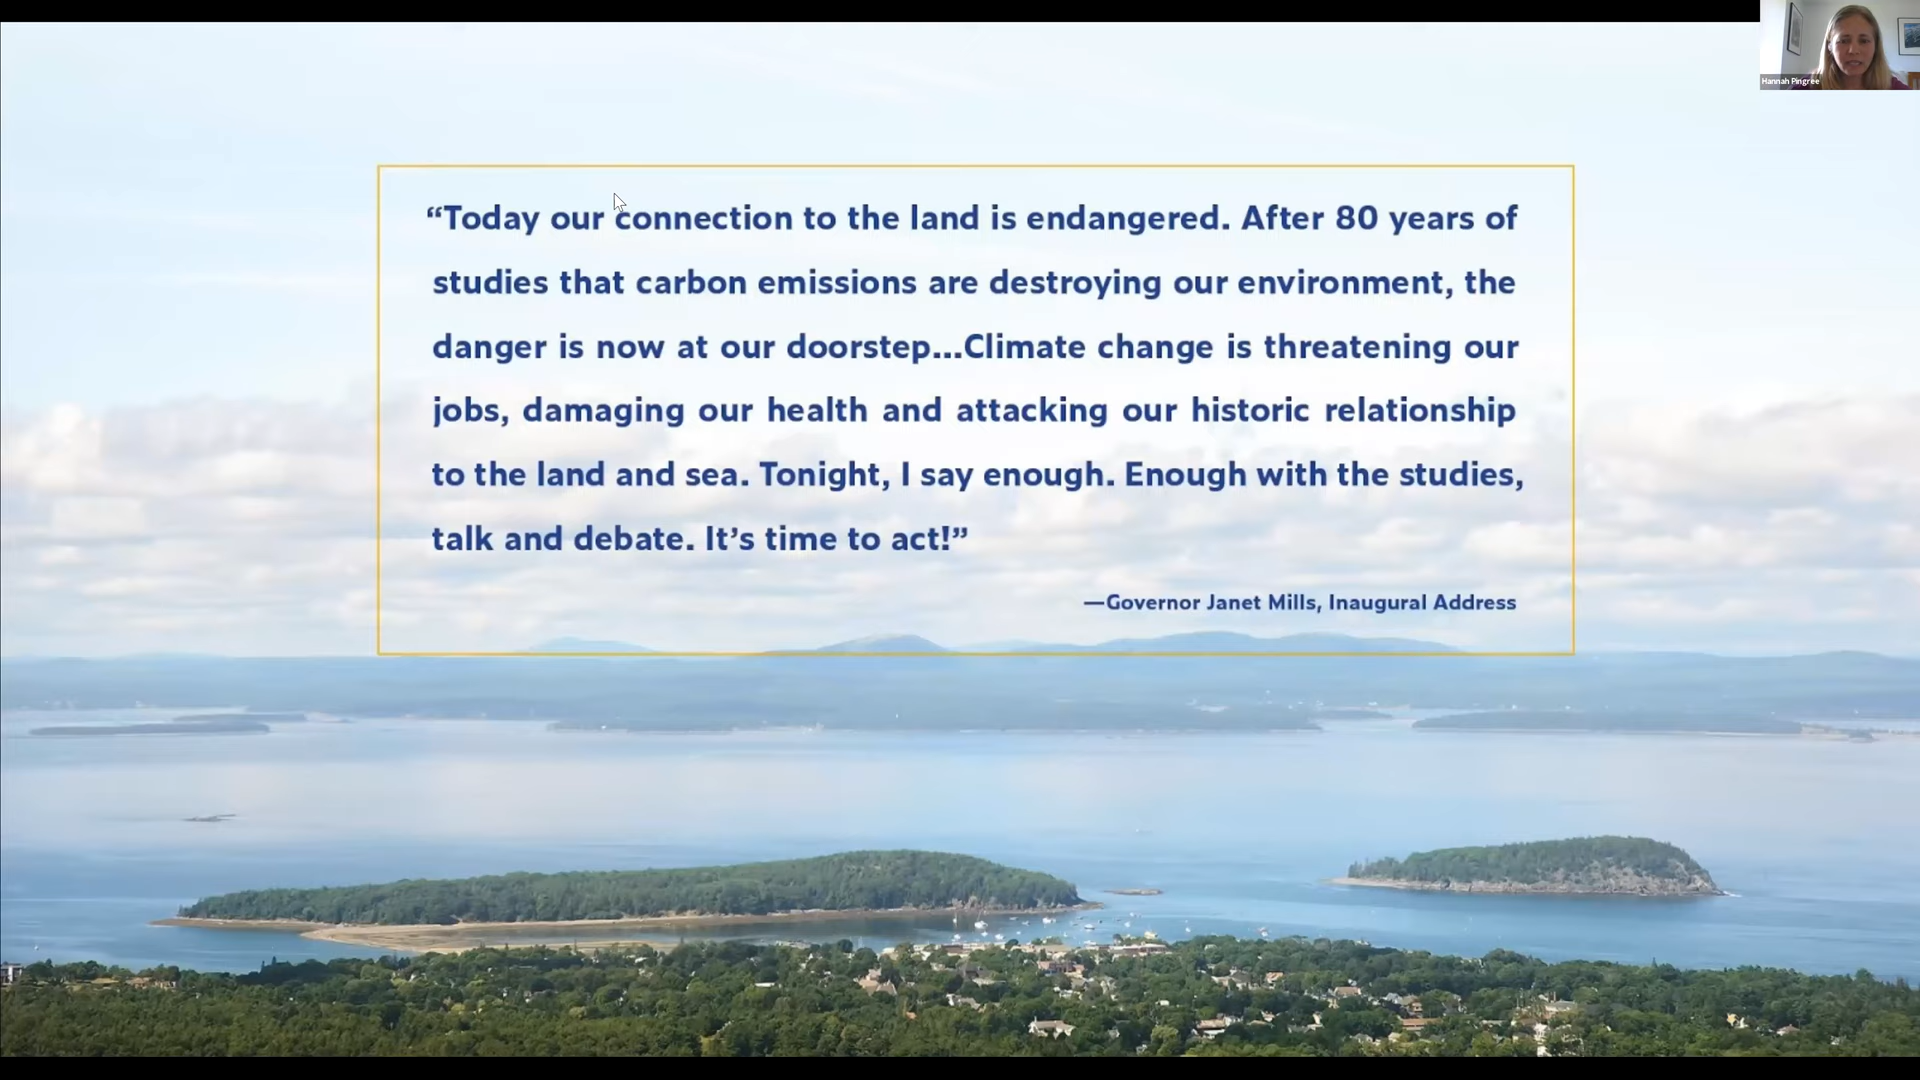 Hannah Pingree
“Today our connection to the land is endangered. After 80 years of
studies that carbon emissions are destroying our environment, the
danger is now at our doorstep...Climate change is threatening our
jobs, damaging our health and attacking our historic relationship
to the land and sea. Tonight, I say enough. Enough with the studies,
talk and debate. It’s time to act!”
—Governor Janet Mills, Inaugural Address